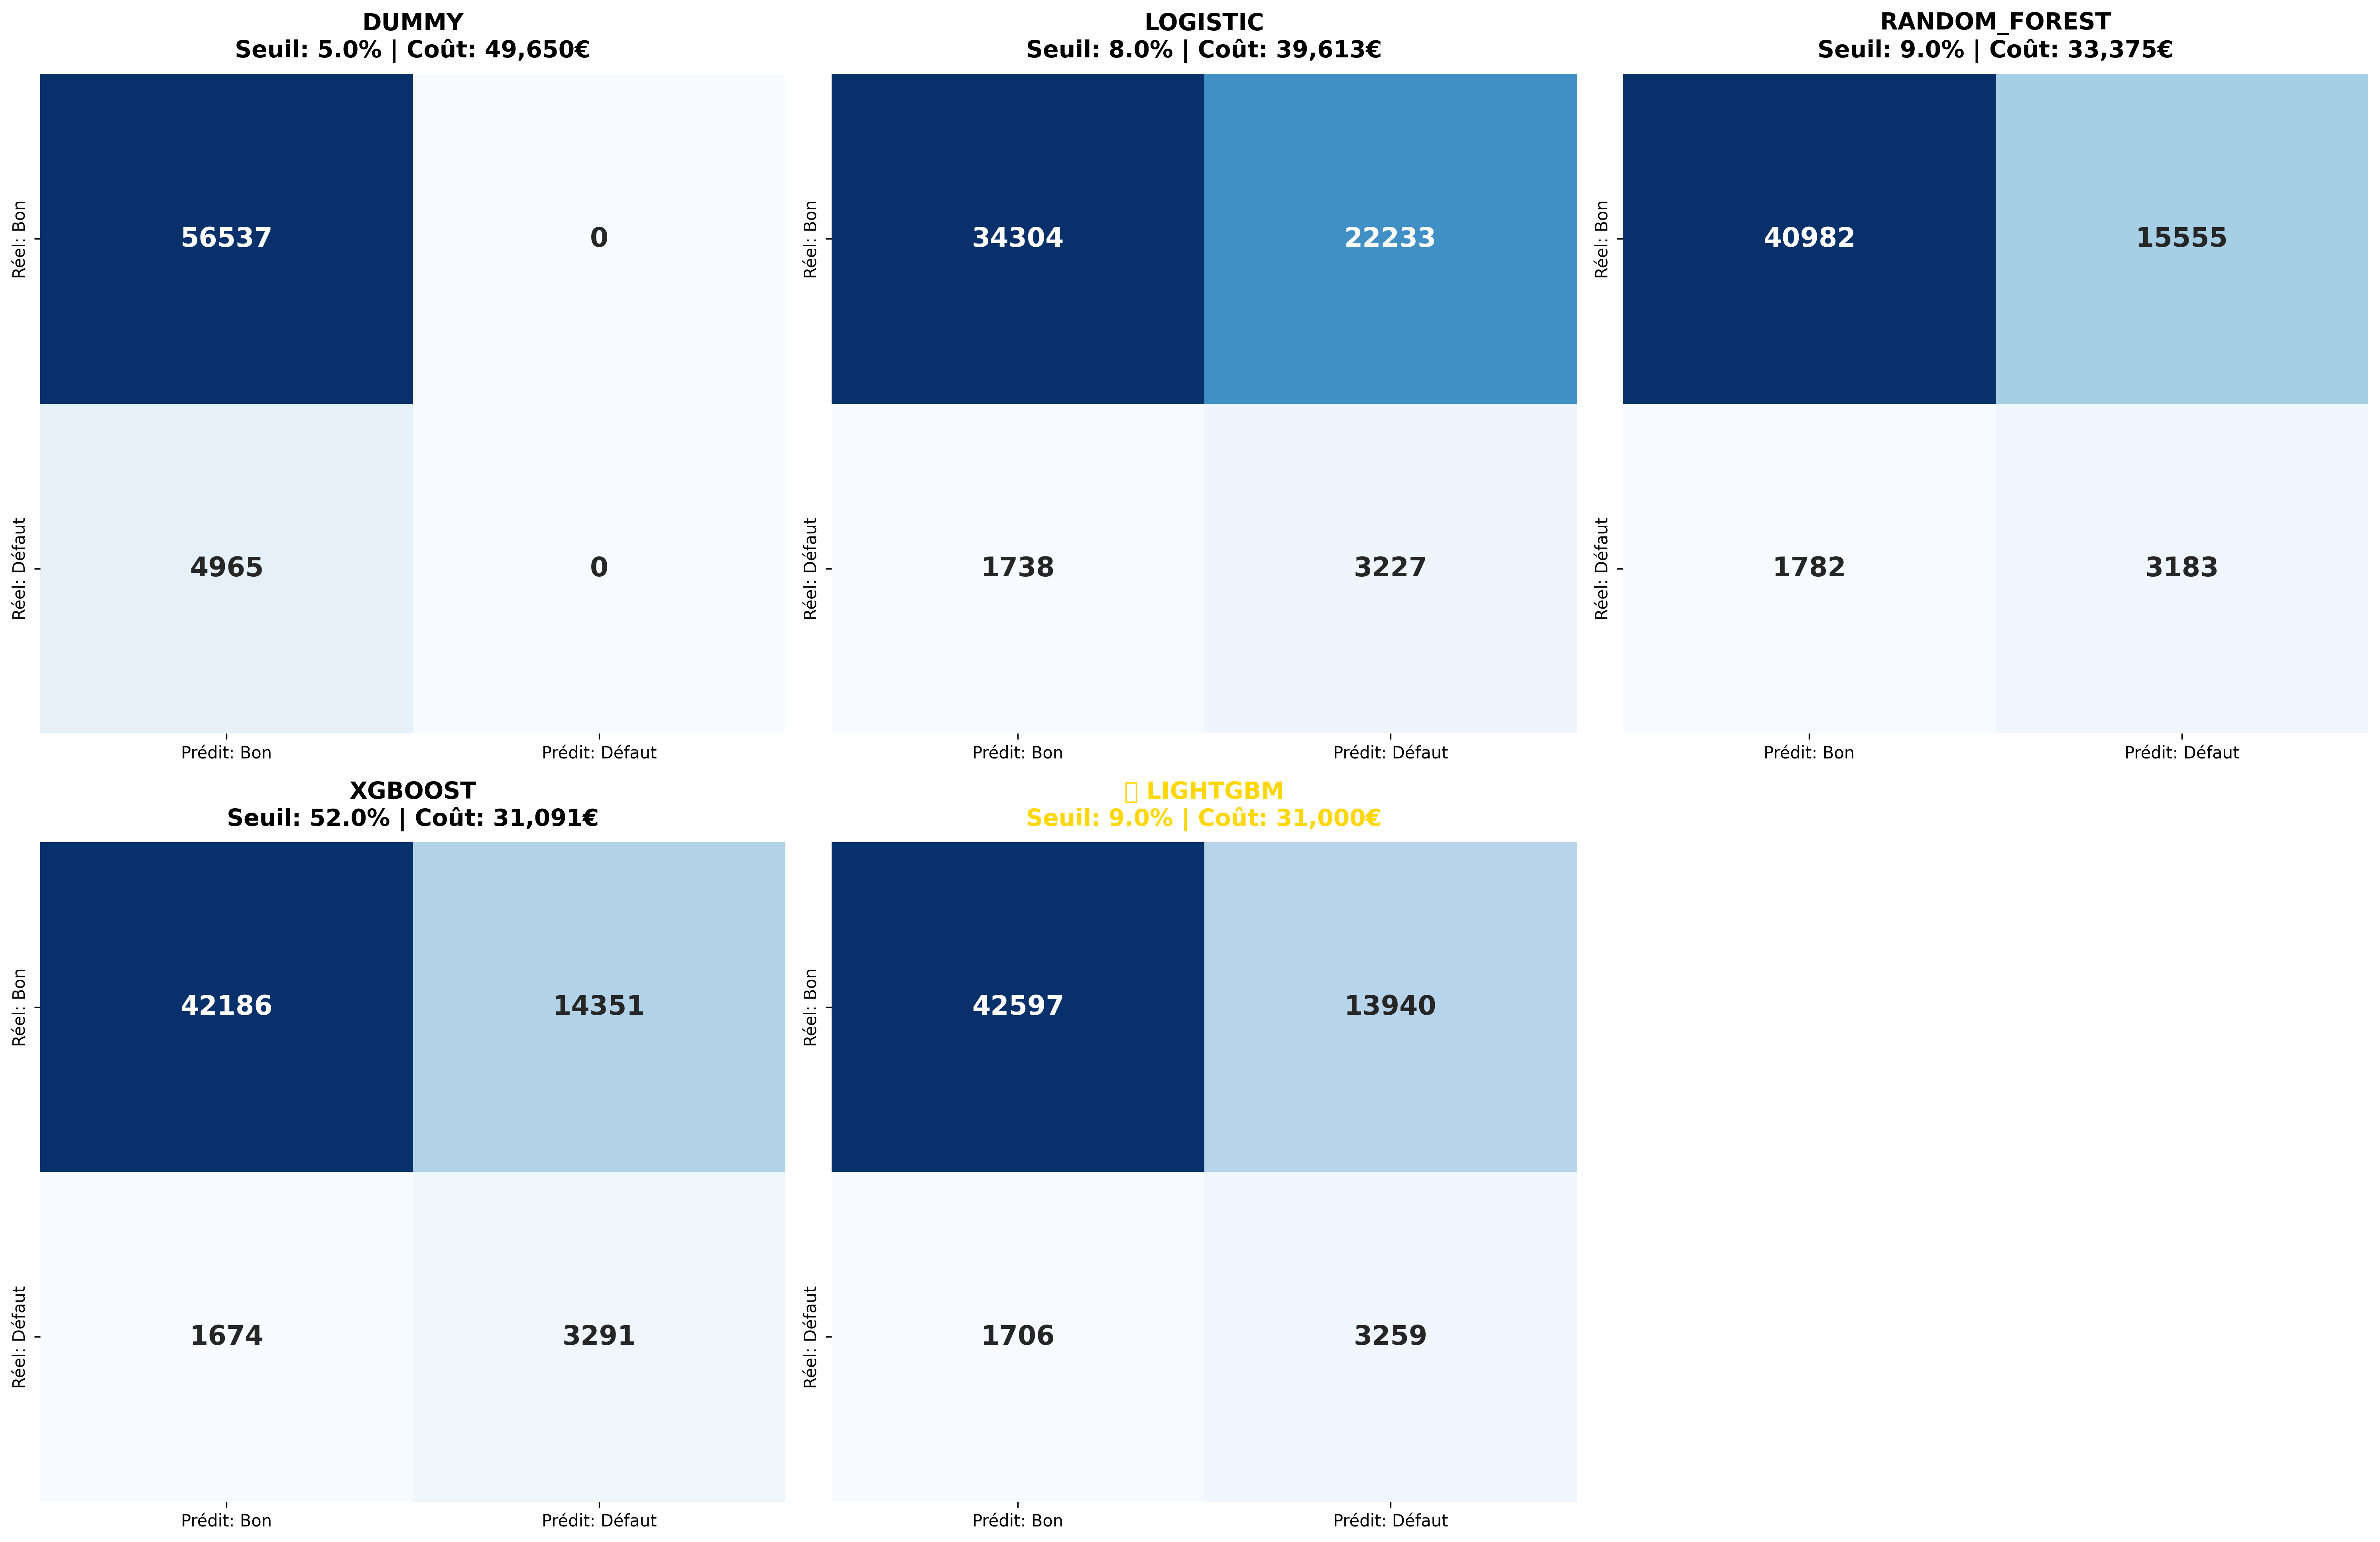 DUMMY
Seuil: 5.0% | Coût: 49,650€
Réel: Bon
56537
0
Réel: Défaut
4965
0
Prédit: Bon
Prédit: Défaut
LOGISTIC
Seuil: 8.0% | Coût: 39,613€
Réel: Bon
34304
22233
Réel: Défaut
1738
3227
Prédit: Bon
Prédit: Défaut
RANDOM_FOREST
Seuil: 9.0% | Coût: 33,375€
Réel: Bon
40982
15555
Réel: Défaut
1782
3183
Prédit: Bon
Prédit: Défaut
XGBOOST
Seuil: 52.0% | Coût: 31,091€
Réel: Bon
42186
14351
Réel: Défaut
1674
3291
Prédit: Bon
Prédit: Défaut
LIGHTGBM
Seuil: 9.0% | Coût: 31,000€
Réel: Bon
42597
13940
Réel: Défaut
1706
3259
Prédit: Bon
Prédit: Défaut